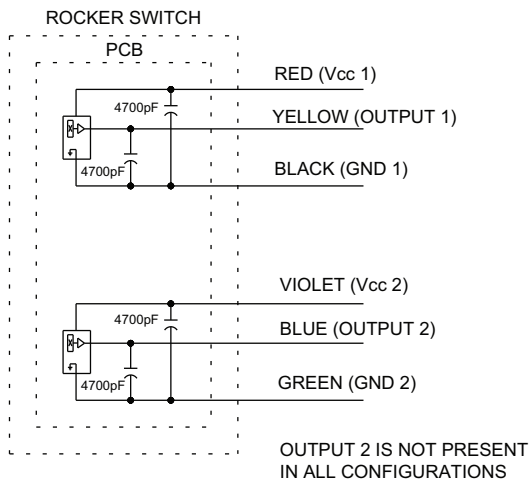 ROCKER SWITCH
PCB
RED (Vcc 1)
4700pF
YELLOW (OUTPUT 1)
4700pF
BLACK (GND 1)
VIOLET (Vcc 2)
4700pF
BLUE (OUTPUT 2)
4700pF
GREEN (GND 2)
OUTPUT 2 IS NOT PRESENT
IN ALL CONFIGURATIONS